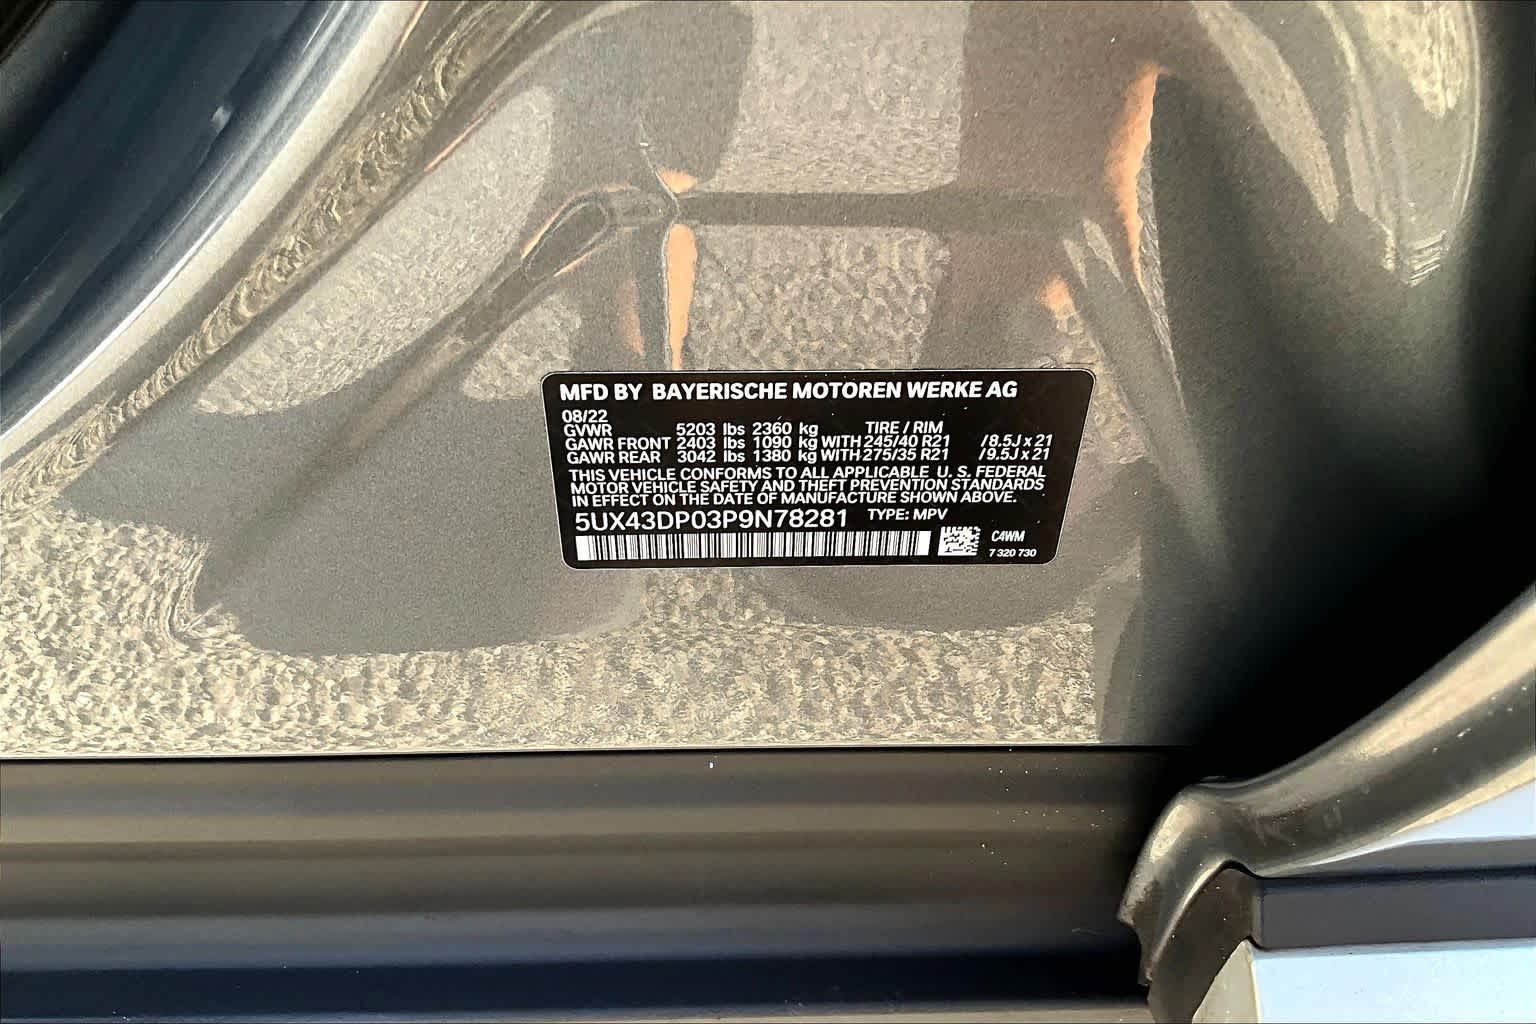 MFD BY BAYERISCHE MOTOREN WERKE AG
08/22
GVWR 5203 lbs 2360 kg TIRE / RIM
GAWR FRONT 2403 lbs 1090 kg WITH 245/40 R21 /8.5J x 21
GAWR REAR 3042 lbs 1380 kg WITH 275/35 R21 /9.5J x 21
THIS VEHICLE CONFORMS TO ALL APPLICABLE U. S. FEDERAL
MOTOR VEHICLE SAFETY AND THEFT PREVENTION STANDARDS
IN EFFECT ON THE DATE OF MANUFACTURE SHOWN ABOVE.
5UX43DP03P9N78281 TYPE: MPV
C4WM
7 320 730